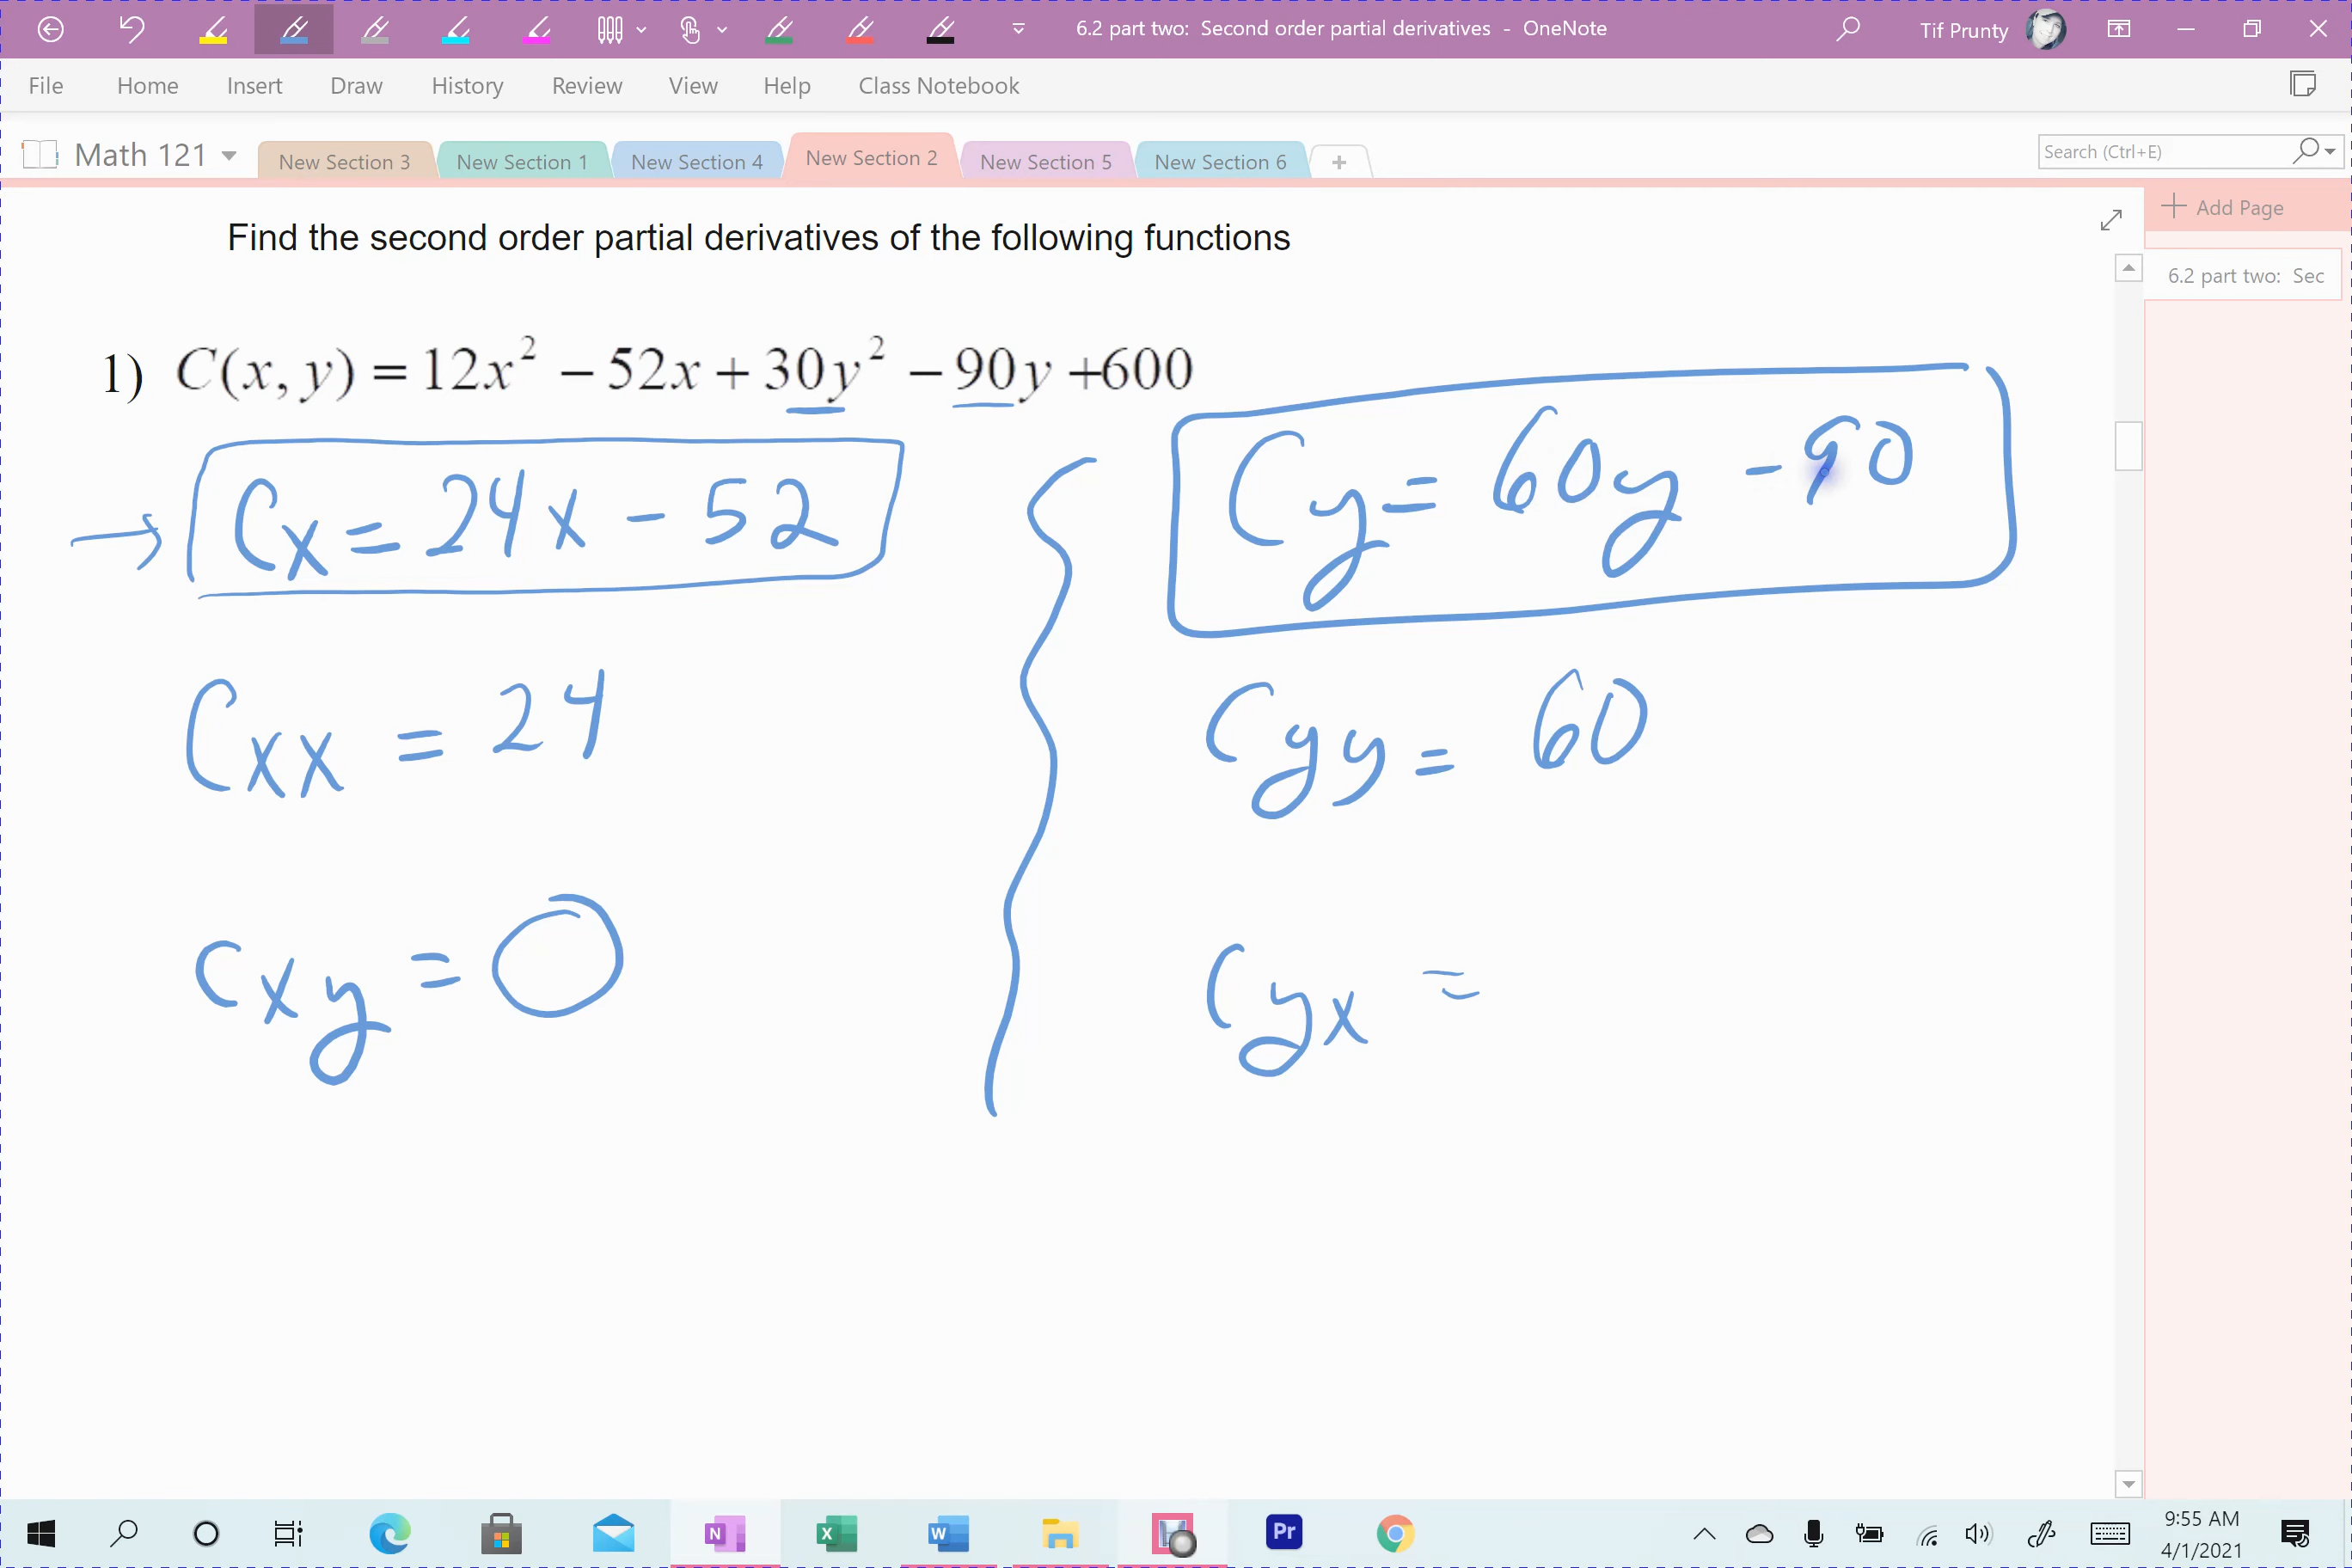 6.2 part two: Second order partial derivatives - OneNote
Tif Prunty
File Home Insert Draw History Review View Help Class Notebook
Math 121
New Section 3
New Section 1
New Section 4
New Section 2
New Section 5
New Section 6
+
Search (Ctrl+E)
Add Page
6.2 part two: Sec
Find the second order partial derivatives of the following functions
1) C(x, y) = 12x² − 52x + 30y² − 90y +600
→ Cx = 24x - 52
Cxx = 24
Cxy = 0
Cy = 60y - 90
Cyy = 60
Cyx =
N
X
W
Pr
9:55 AM
4/1/2021